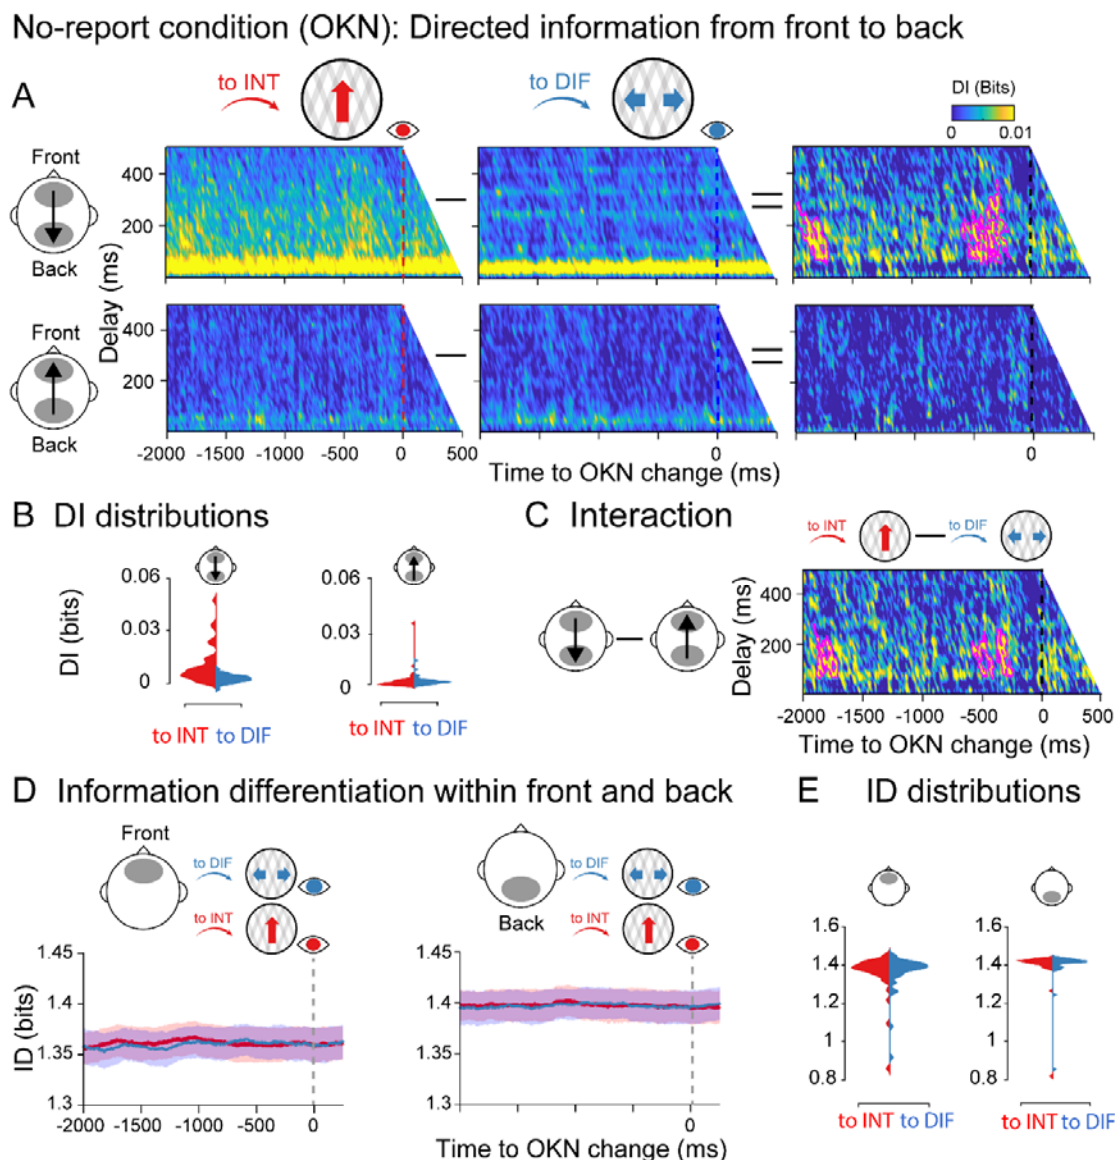 No-report condition (OKN): Directed information from front to back
A
to INT
to DIF
DI (Bits)
0 0.01
Front
Back
Front
Back
Delay (ms)
400
200
400
200
-2000 -1500 -1000 -500 0 500
0
0
Time to OKN change (ms)
B DI distributions
DI (bits)
0.06
0.03
0
to INT to DIF
0.06
0.03
0
to INT to DIF
C Interaction
to INT
to DIF
Delay (ms)
400
200
-2000 -1500 -1000 -500 0 500
Time to OKN change (ms)
D Information differentiation within front and back
Front
to DIF
to INT
Back
to DIF
to INT
ID (bits)
1.45
1.4
1.35
1.3
-2000 -1500 -1000 -500 0
1.45
1.4
1.35
1.3
0
Time to OKN change (ms)
E ID distributions
1.6
1.4
1.2
1
0.8
to INT to DIF
1.6
1.4
1.2
1
0.8
to INT to DIF